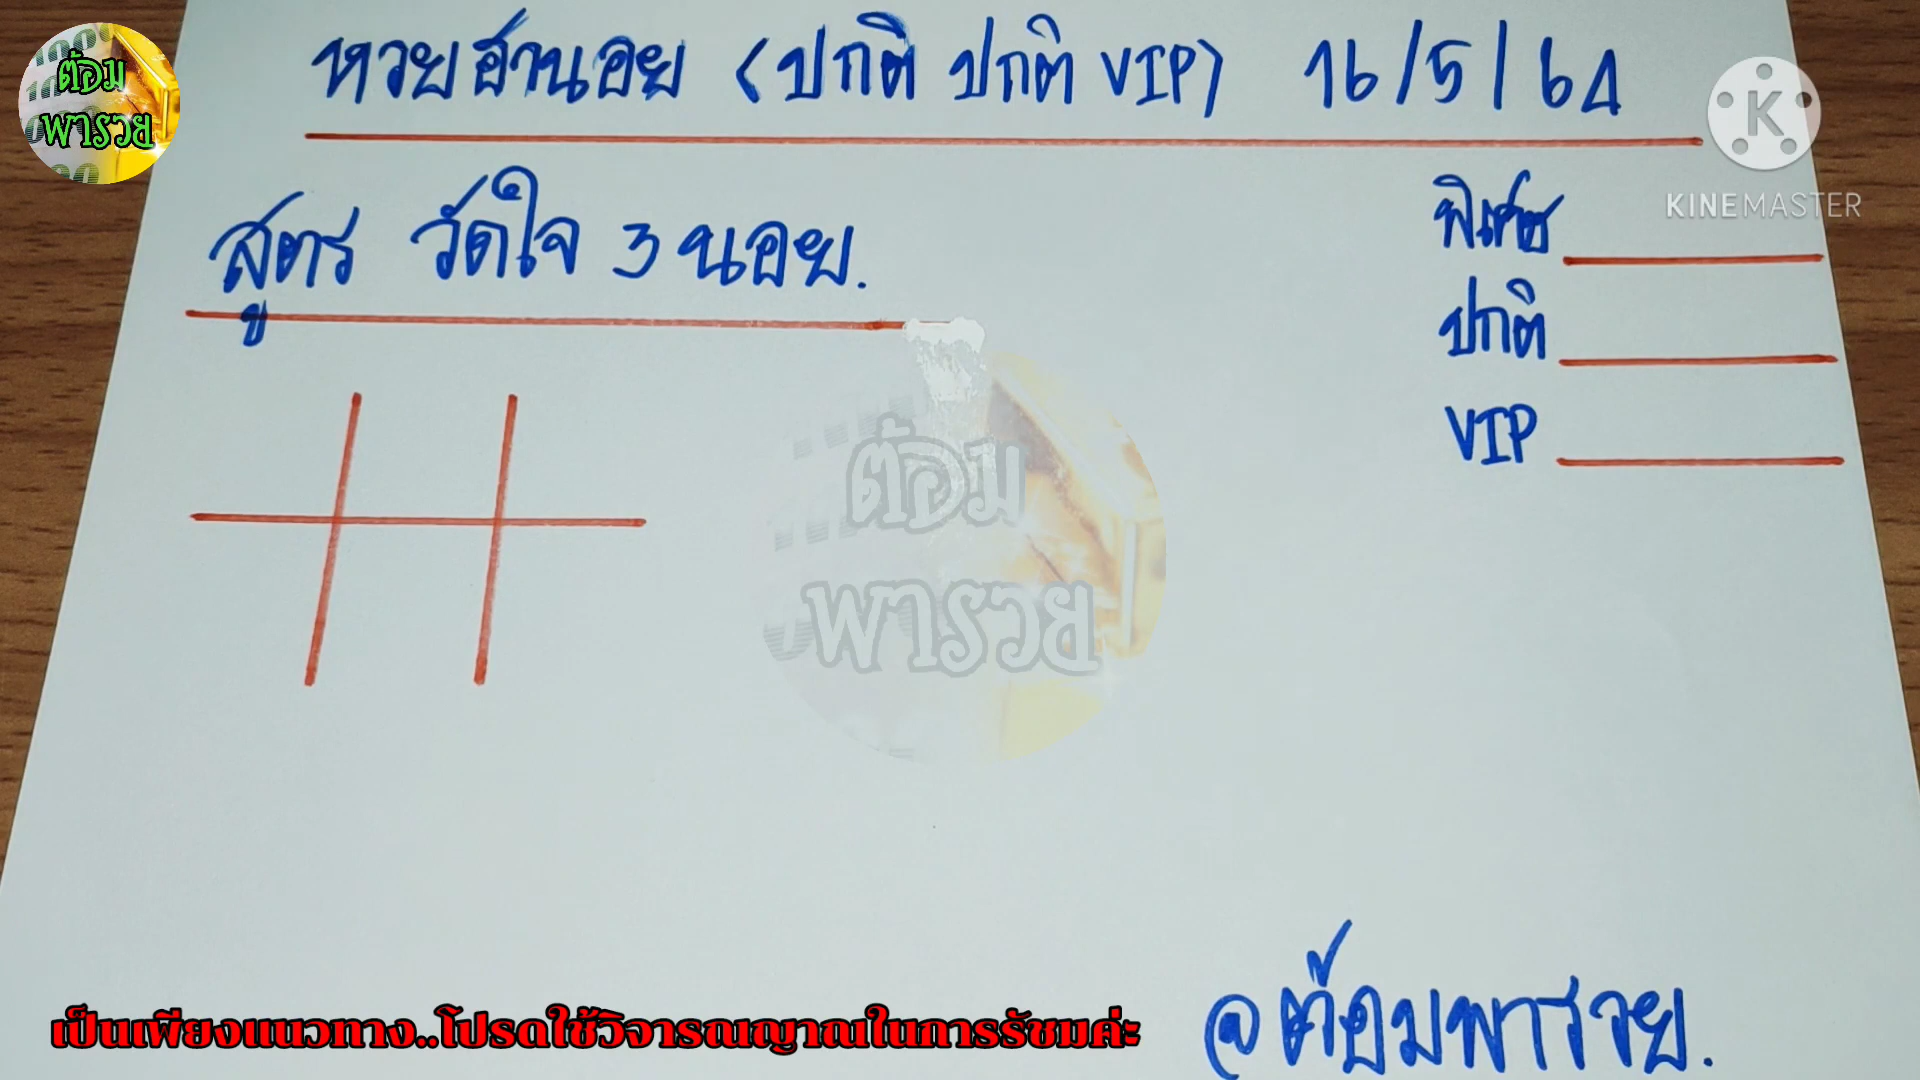 ต้อม
พารวย
หวยฮานอย (ปกติ ปกติ VIP) 16/5/64
KINEMASTER
สูตร วัดใจ 3 นอย.
พิเศษ
ปกติ
VIP
ต้อม
พารวย
@ต้อมพารวย.
เป็นเพียงแนวทาง..โปรดใช้วิจารณญาณในการรัชมค่ะ